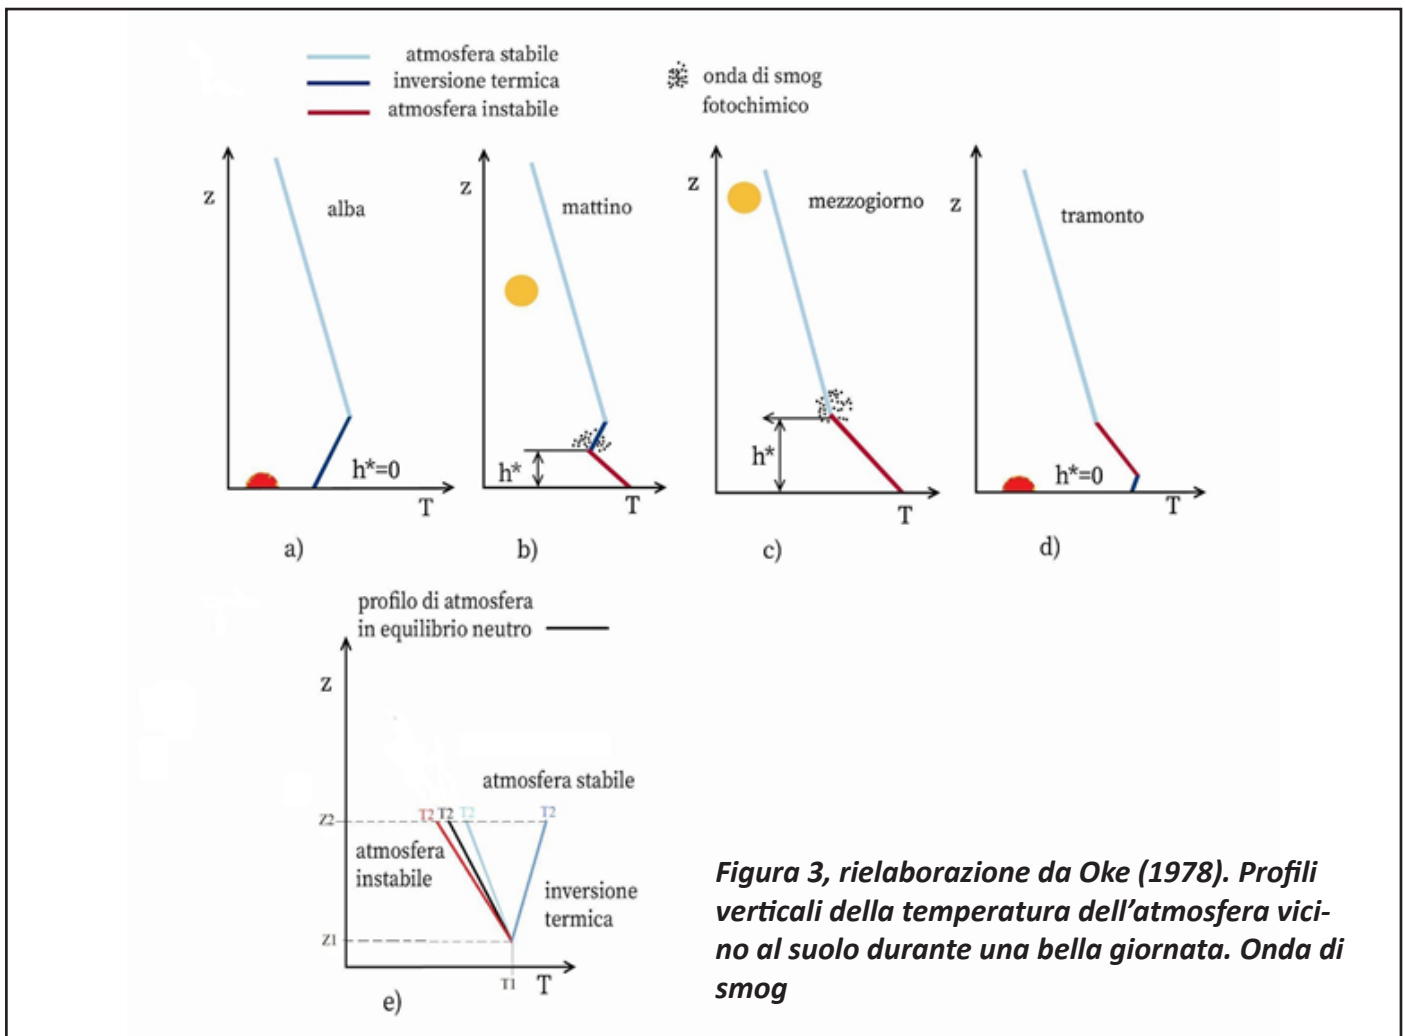 atmosfera stabile
inversione termica
atmosfera instabile
onda di smog
fotochimico
z
alba
h*=0
T
a)
z
mattino
h*
T
b)
z
mezzogiorno
h*
T
c)
z
tramonto
h*=0
T
d)
profilo di atmosfera
in equilibrio neutro
z
atmosfera stabile
T2 T2 T2 T2
Z2
atmosfera
instabile
inversione
termica
Z1
T1
T
e)
Figura 3, rielaborazione da Oke (1978). Profili
verticali della temperatura dell’atmosfera vici-
no al suolo durante una bella giornata. Onda di
smog